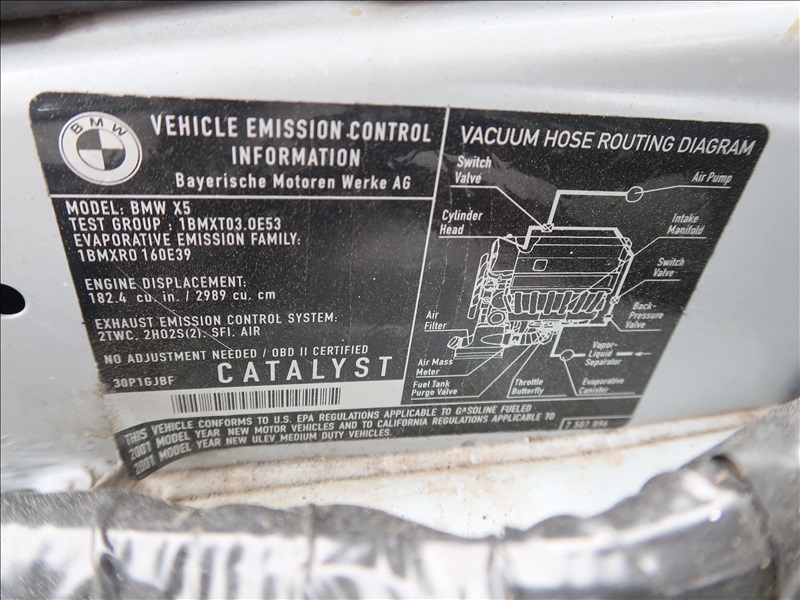 BMW
VEHICLE EMISSION CONTROL
INFORMATION
Bayerische Motoren Werke AG
MODEL: BMW X5
TEST GROUP : 1BMXT03.0E53
EVAPORATIVE EMISSION FAMILY:
1BMXR0 160E39
ENGINE DISPLACEMENT:
182.4 cu. in. / 2989 cu. cm
EXHAUST EMISSION CONTROL SYSTEM:
2TWC, 2HO2S(2), SFI, AIR
NO ADJUSTMENT NEEDED / OBD II CERTIFIED
30P1GJBF
CATALYST
THIS VEHICLE CONFORMS TO U.S. EPA REGULATIONS APPLICABLE TO GASOLINE FUELED
2001 MODEL YEAR NEW MOTOR VEHICLES AND TO CALIFORNIA REGULATIONS APPLICABLE TO
2001 MODEL YEAR NEW ULEV MEDIUM DUTY VEHICLES.
VACUUM HOSE ROUTING DIAGRAM
Switch
Valve
Air Pump
Cylinder
Head
Intake
Manifold
Switch
Valve
Back-
Pressure
Valve
Air
Filter
Vapor-
Liquid
Separator
Air Mass
Meter
Fuel Tank
Purge Valve
Throttle
Butterfly
Evaporative
Canister
7 507 896